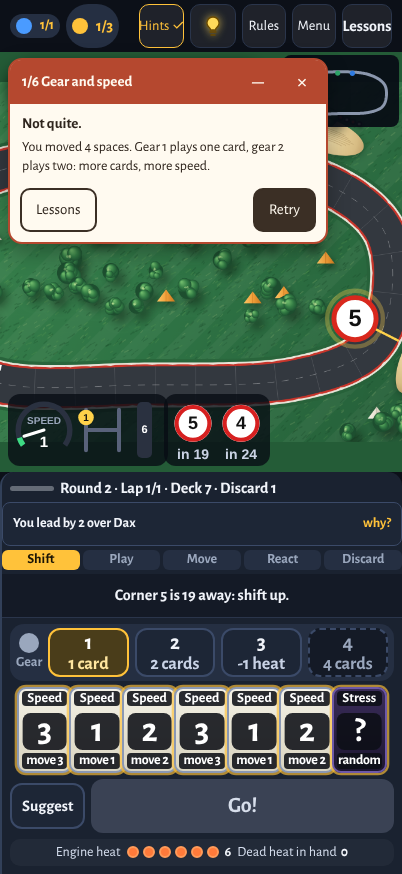 1/1
1/3
Hints ✓
Rules
Menu
Lessons
1/6 Gear and speed
— ×
Not quite.
You moved 4 spaces. Gear 1 plays one card, gear 2
plays two: more cards, more speed.
Lessons
Retry
5
SPEED
1
1
6
5
4
in 19
in 24
Round 2 · Lap 1/1 · Deck 7 · Discard 1
You lead by 2 over Dax
why?
Shift
Play
Move
React
Discard
Corner 5 is 19 away: shift up.
Gear
1
1 card
2
2 cards
3
-1 heat
4
4 cards
Speed
3
move 3
Speed
1
move 1
Speed
2
move 2
Speed
3
move 3
Speed
1
move 1
Speed
2
move 2
Stress
?
random
Suggest
Go!
Engine heat 6 Dead heat in hand 0